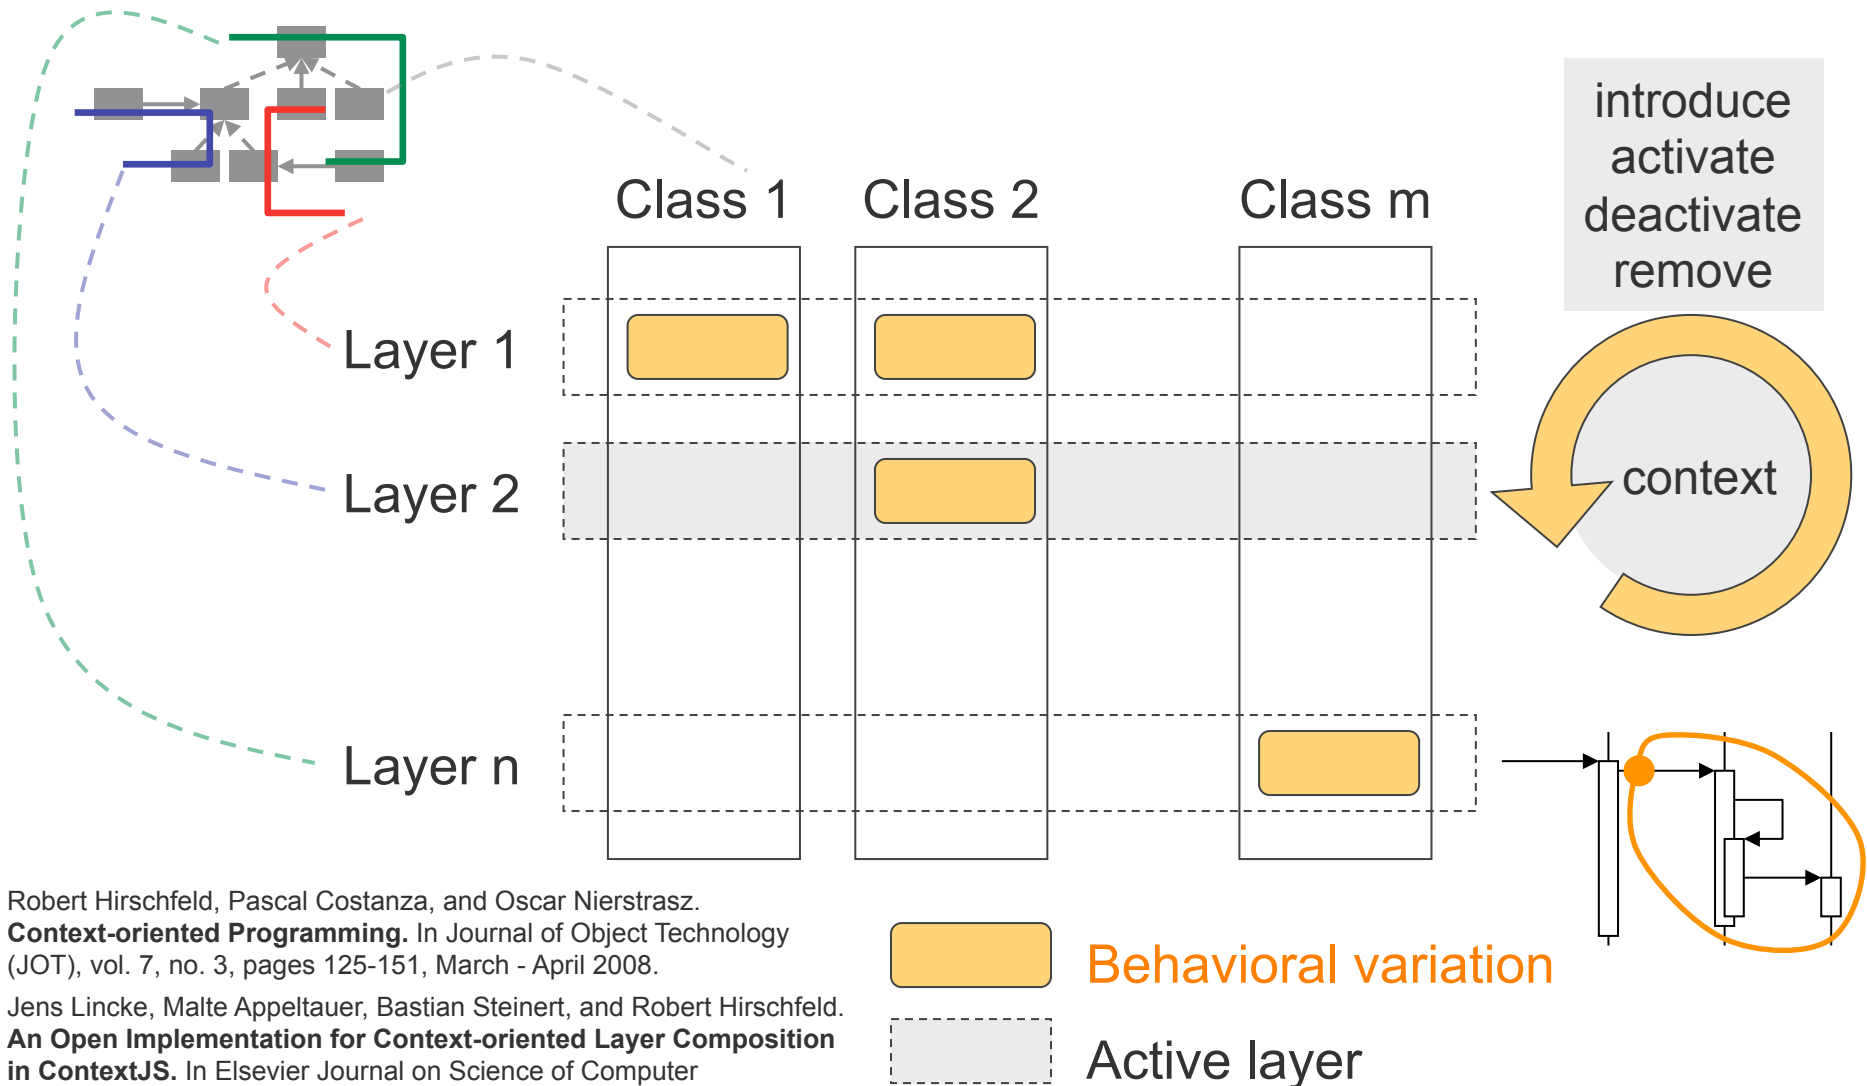 introduce
activate
deactivate
remove
Class 1
Class 2
Class m
Layer 1
Layer 2
context
Layer n
Robert Hirschfeld, Pascal Costanza, and Oscar Nierstrasz.
Context-oriented Programming. In Journal of Object Technology
(JOT), vol. 7, no. 3, pages 125-151, March - April 2008.
Jens Lincke, Malte Appeltauer, Bastian Steinert, and Robert Hirschfeld.
An Open Implementation for Context-oriented Layer Composition
in ContextJS. In Elsevier Journal on Science of Computer
Behavioral variation
Active layer